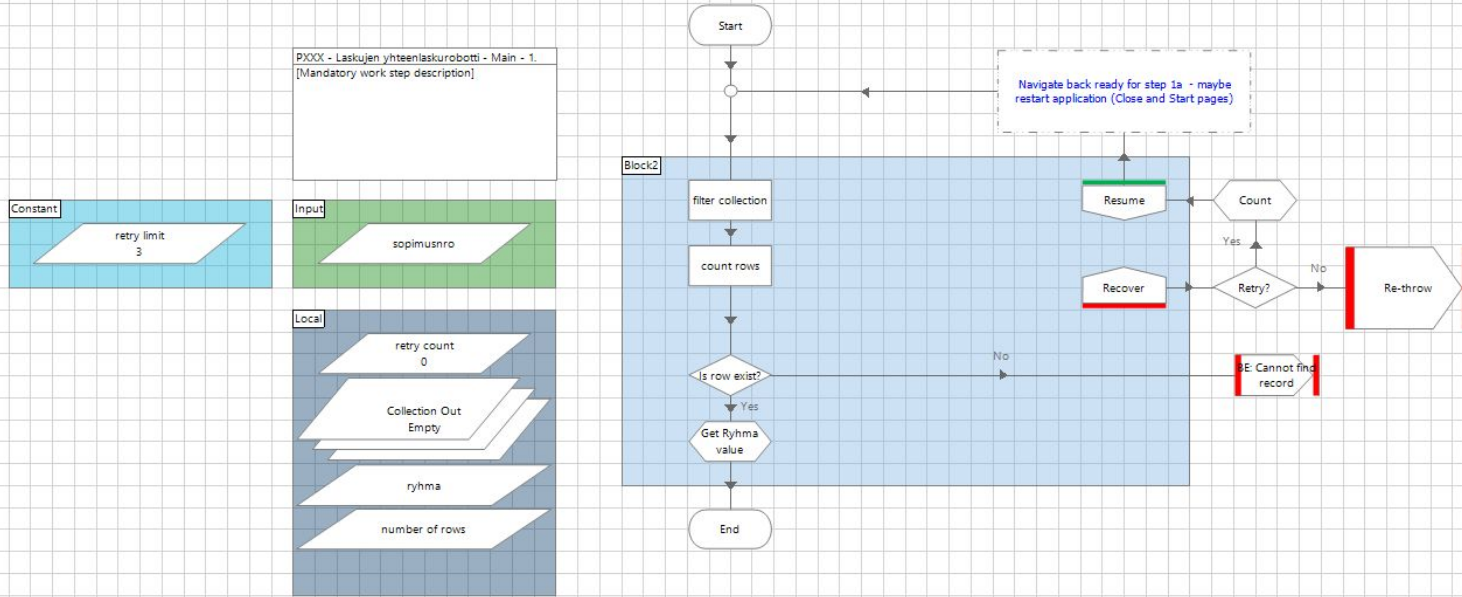 Start
PXXX - Laskujen yhteenlaskurobotti - Main - 1.
[Mandatory work step description]
Navigate back ready for step 1a - maybe
restart application (Close and Start pages)
Block2
filter collection
Resume
Count
Constant
retry limit
3
Input
sopimusnro
count rows
Yes
Recover
Retry?
No
Re-throw
Local
retry count
0
No
Is row exist?
BE: Cannot find
record
Collection Out
Empty
Yes
Get Ryhma
value
ryhma
number of rows
End